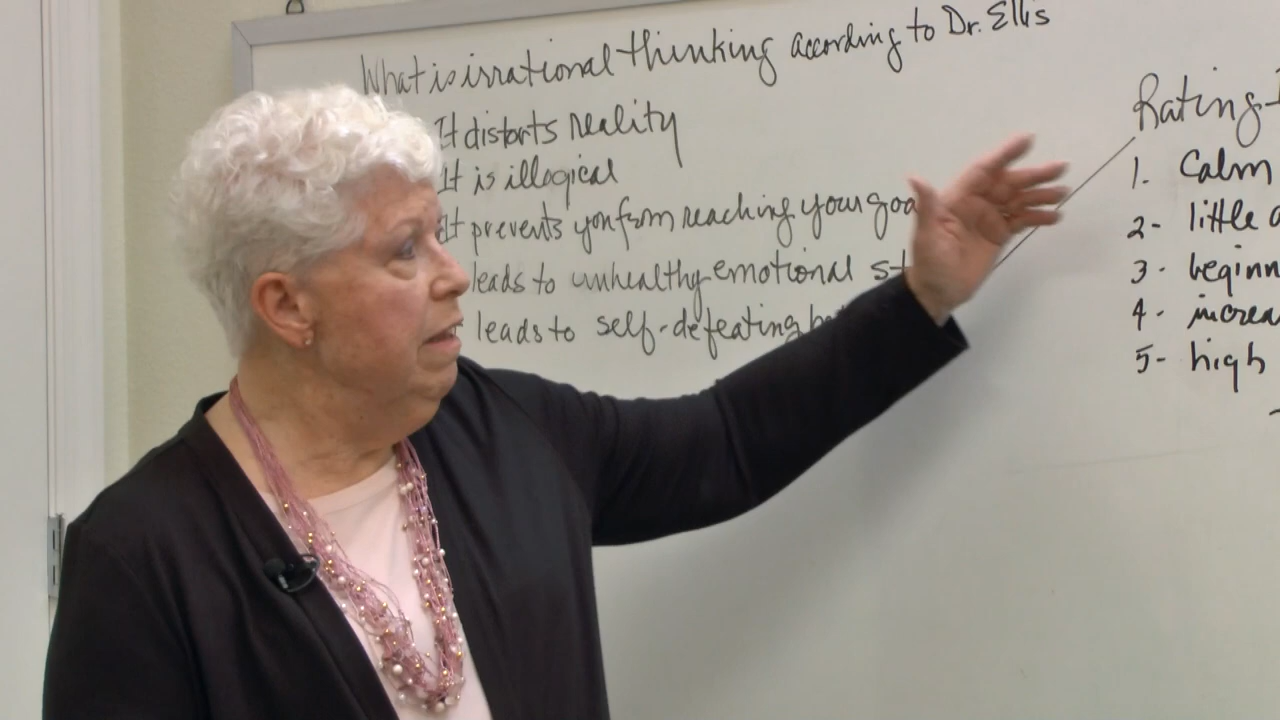 What is irrational thinking according to Dr. Ellis
It distorts reality
It is illogical
It prevents you from reaching your goa
leads to unhealthy emotional st
leads to self-defeating be
Rating
1. Calm
2- little
3- beginn
4- increa
5- high